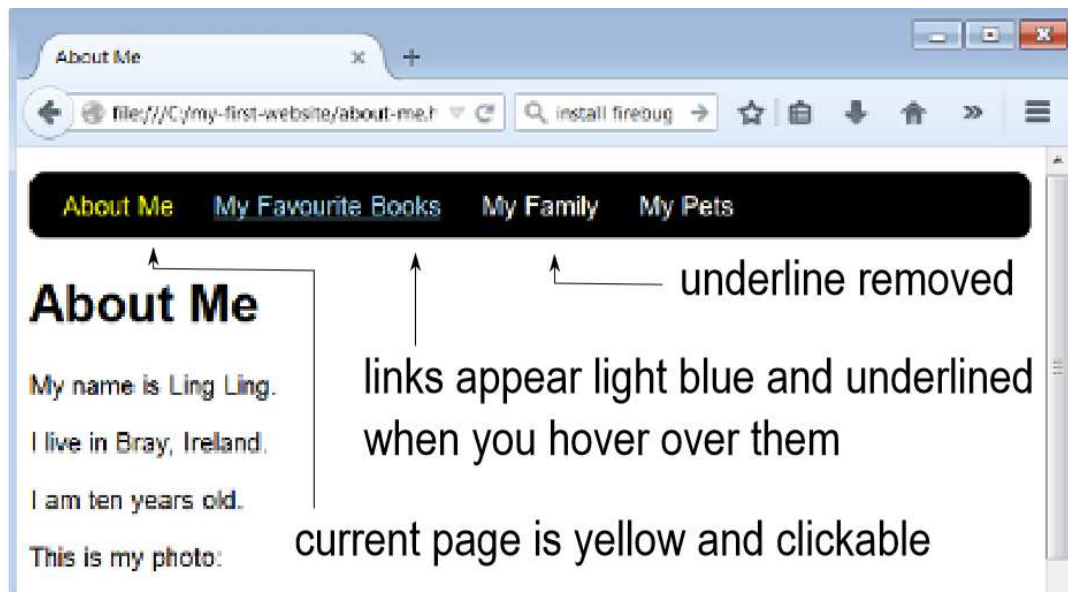 About Me
file:///C:/my-first-website/about-me.h
install firebug
About Me My Favourite Books My Family My Pets
underline removed
About Me
links appear light blue and underlined
when you hover over them
My name is Ling Ling.
I live in Bray, Ireland.
I am ten years old.
current page is yellow and clickable
This is my photo: